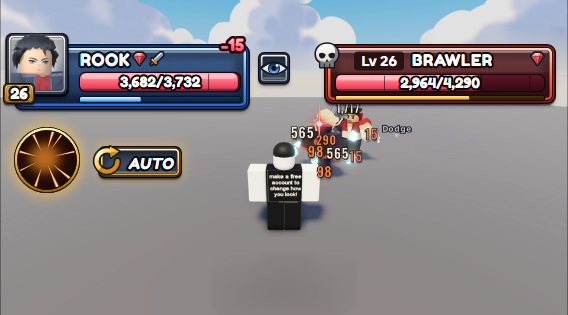 -15
ROOK
Lv 26 BRAWLER
3,682/3,732
2,964/4,290
26
565
290
15
Dodge
98
565
15
98
AUTO
make a free
account to
change how
you look!